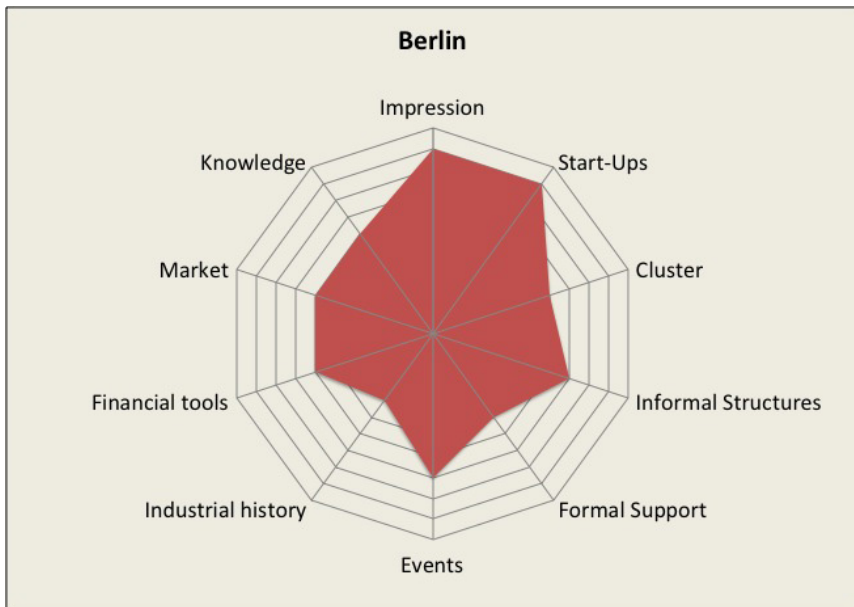 Berlin
Impression
Knowledge
Start-Ups
Market
Cluster
Financial tools
Informal Structures
Industrial history
Formal Support
Events